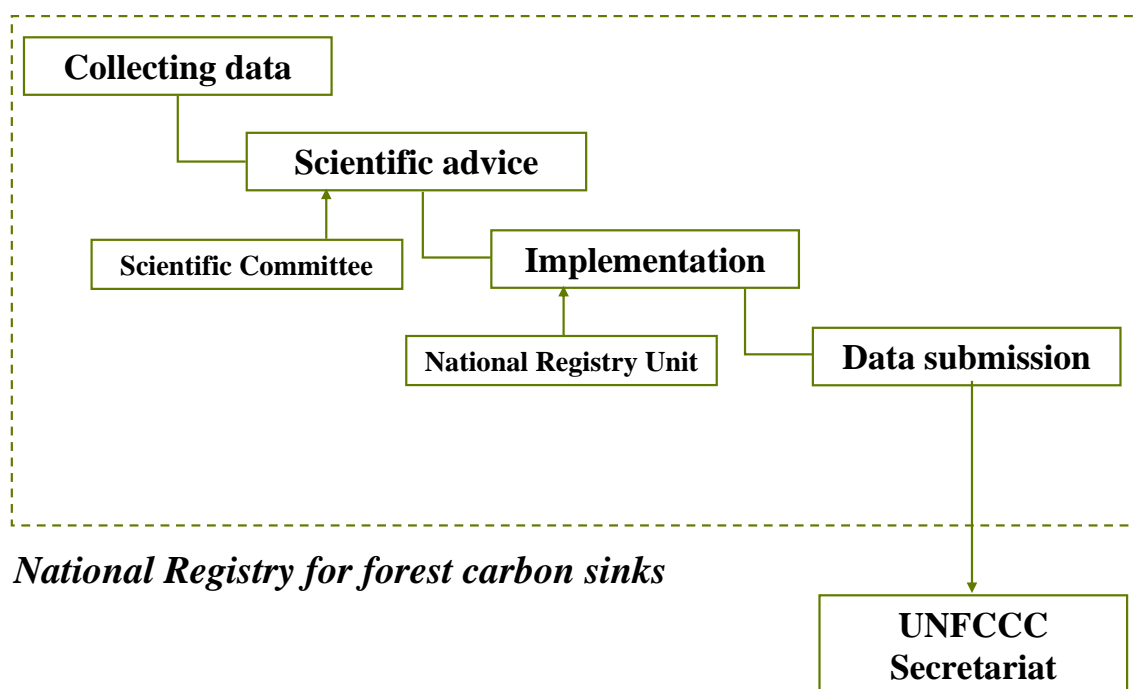 Collecting data
Scientific advice
Scientific Committee
Implementation
National Registry Unit
Data submission
National Registry for forest carbon sinks
UNFCCC
Secretariat